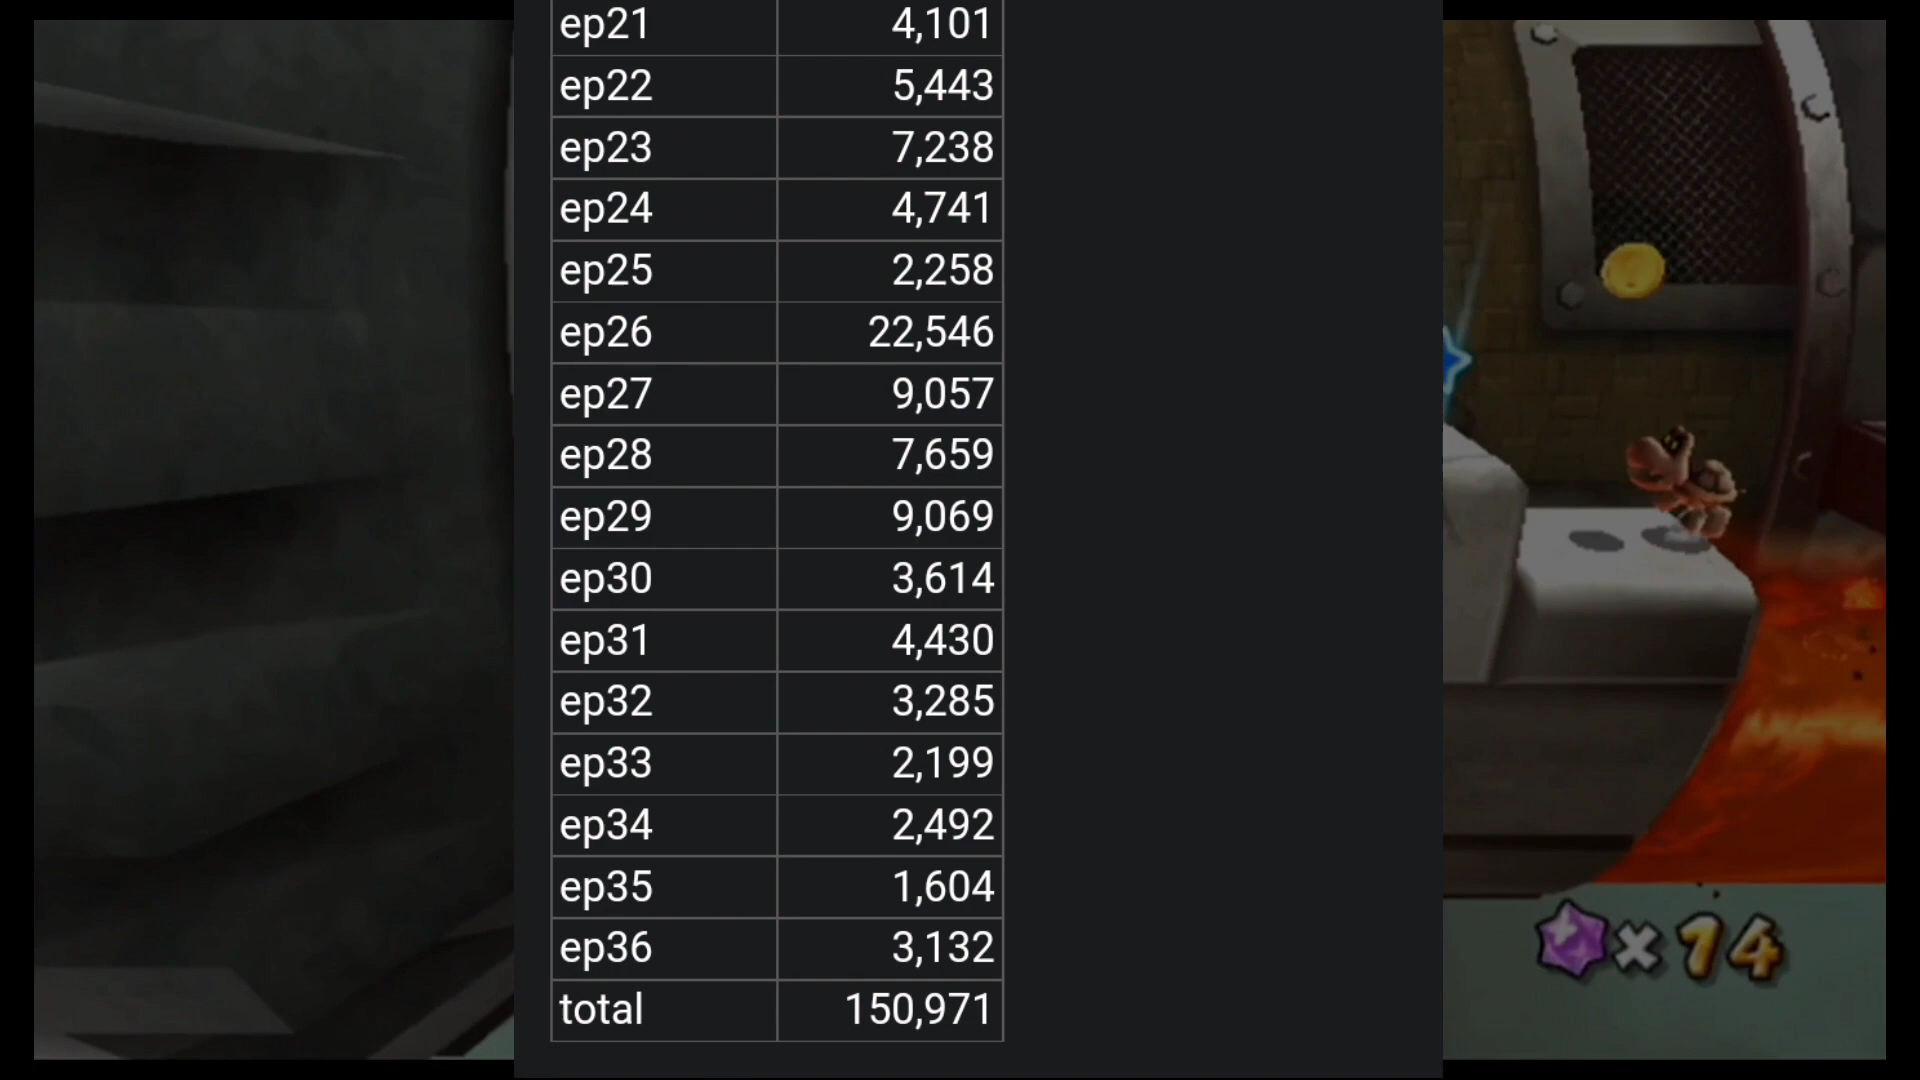 ep21 4,101
ep22 5,443
ep23 7,238
ep24 4,741
ep25 2,258
ep26 22,546
ep27 9,057
ep28 7,659
ep29 9,069
ep30 3,614
ep31 4,430
ep32 3,285
ep33 2,199
ep34 2,492
ep35 1,604
ep36 3,132
total 150,971
×14